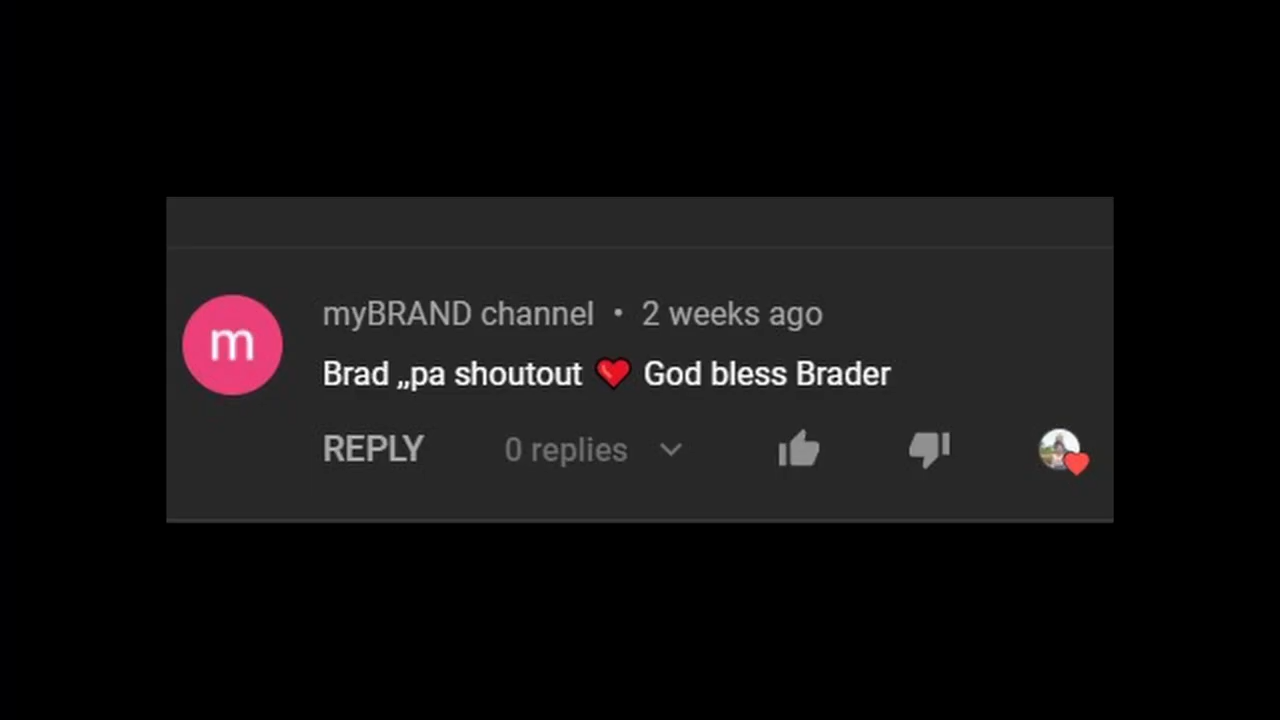 m
myBRAND channel • 2 weeks ago
Brad ,,pa shoutout ❤️ God bless Brader
REPLY 0 replies